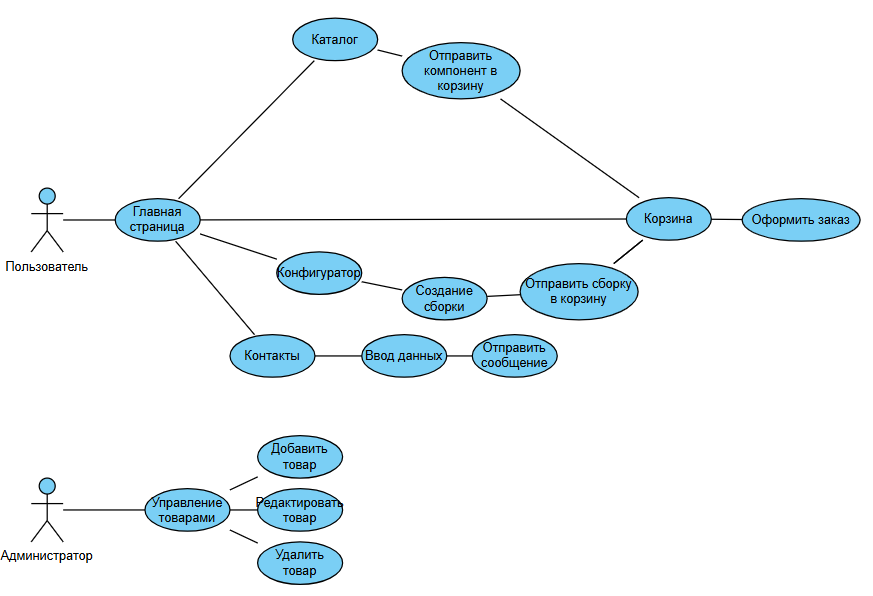 Каталог
Отправить
компонент в
корзину
Пользователь
Главная
страница
Корзина
Оформить заказ
Конфигуратор
Создание
сборки
Отправить сборку
в корзину
Контакты
Ввод данных
Отправить
сообщение
Администратор
Управление
товарами
Добавить
товар
Редактировать
товар
Удалить
товар